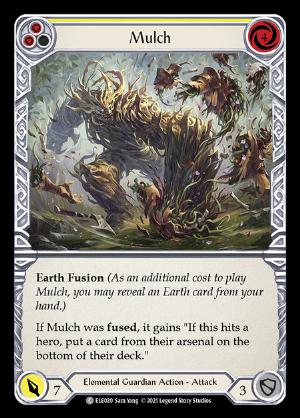 Mulch
4
Earth Fusion (As an additional cost to play
Mulch, you may reveal an Earth card from your
hand.)
If Mulch was fused, it gains "If this hits a
hero, put a card from their arsenal on the
bottom of their deck."
7
Elemental Guardian Action - Attack
3
ELE020 Sam Yang © 2021 Legend Story Studios